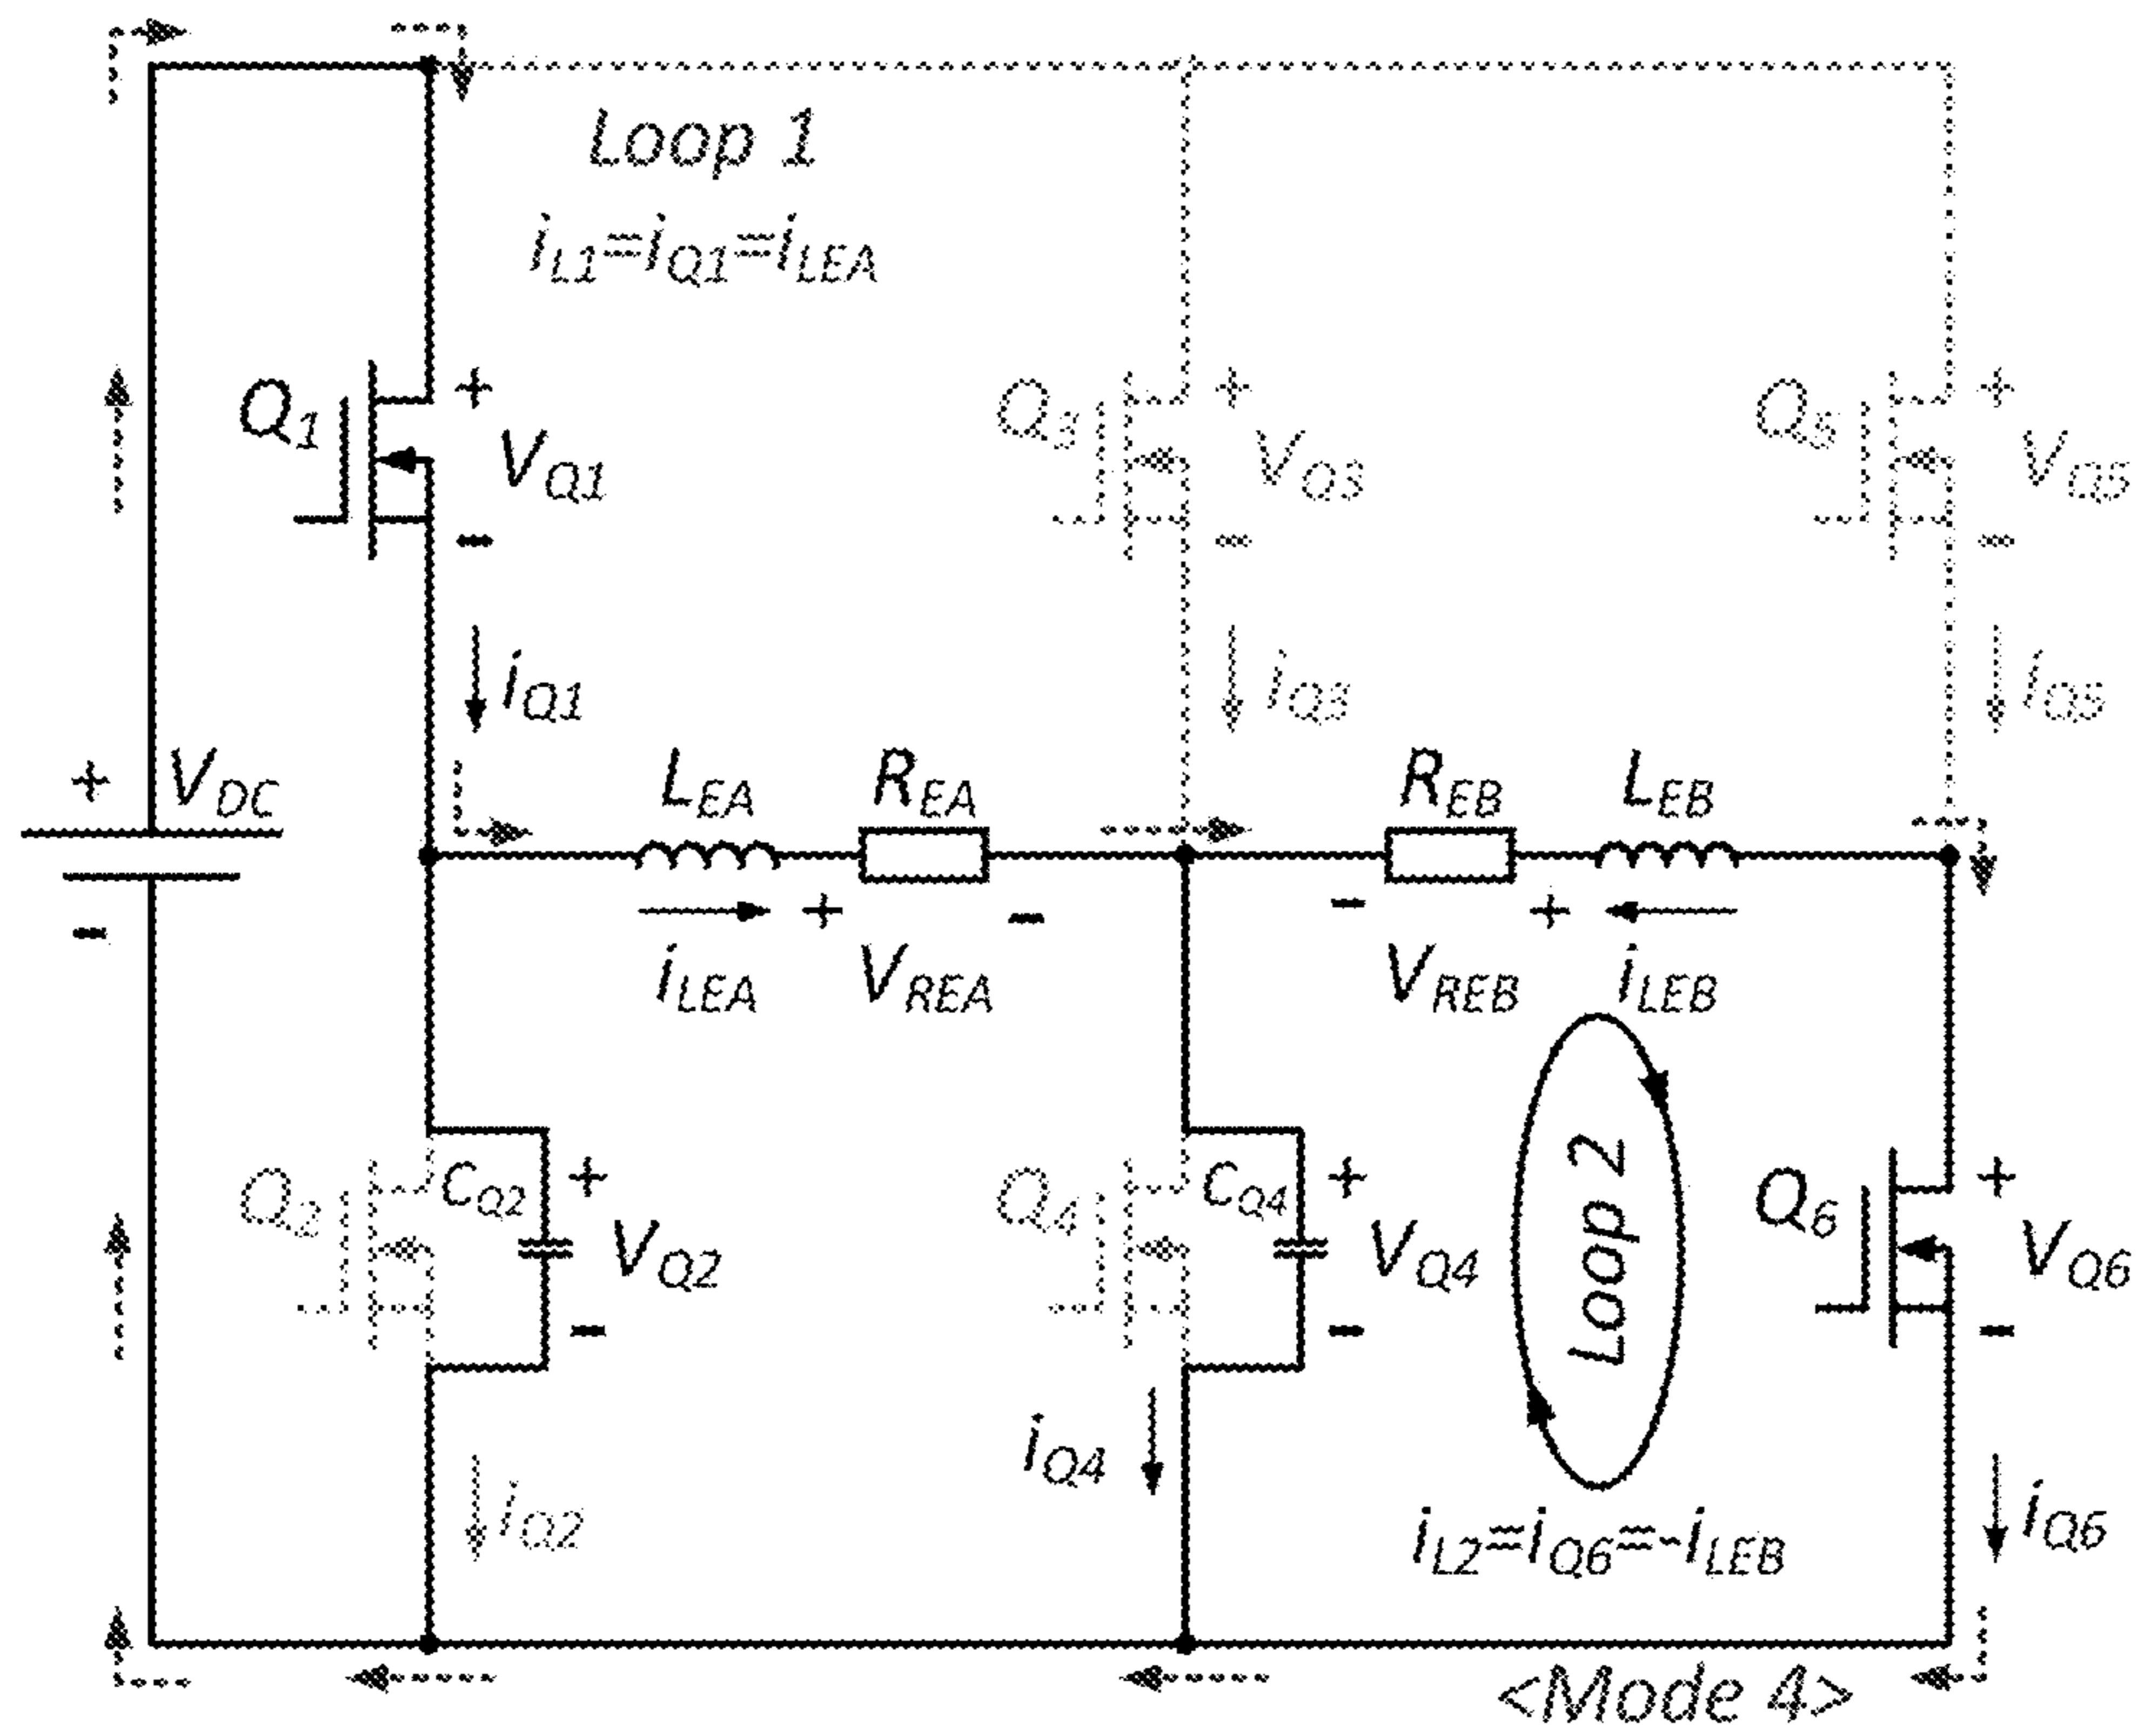 Loop 1
iL1=iQ1=iLEA
Q1
+
VQ1
-
Q3
+
VQ3
-
Q5
+
VQ5
-
iQ1
iQ3
iQ5
+
VDC
-
LEA
REA
REB
LEB
iLEA
+
VREA
-
-
VREB
+
iLEB
Q2
CQ2
+
VQ2
-
Q4
CQ4
+
VQ4
-
Loop 2
Q6
+
VQ6
-
iQ2
iQ4
iL2=iQ6=-iLEB
iQ6
<Mode 4>